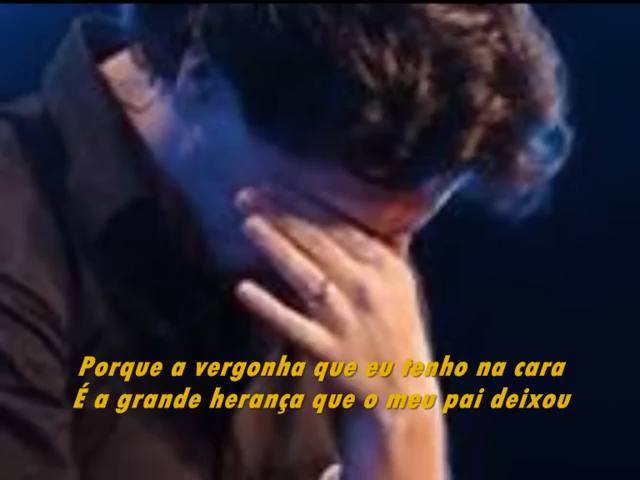 Porque a vergonha que eu tenho na cara
É a grande herança que o meu pai deixou